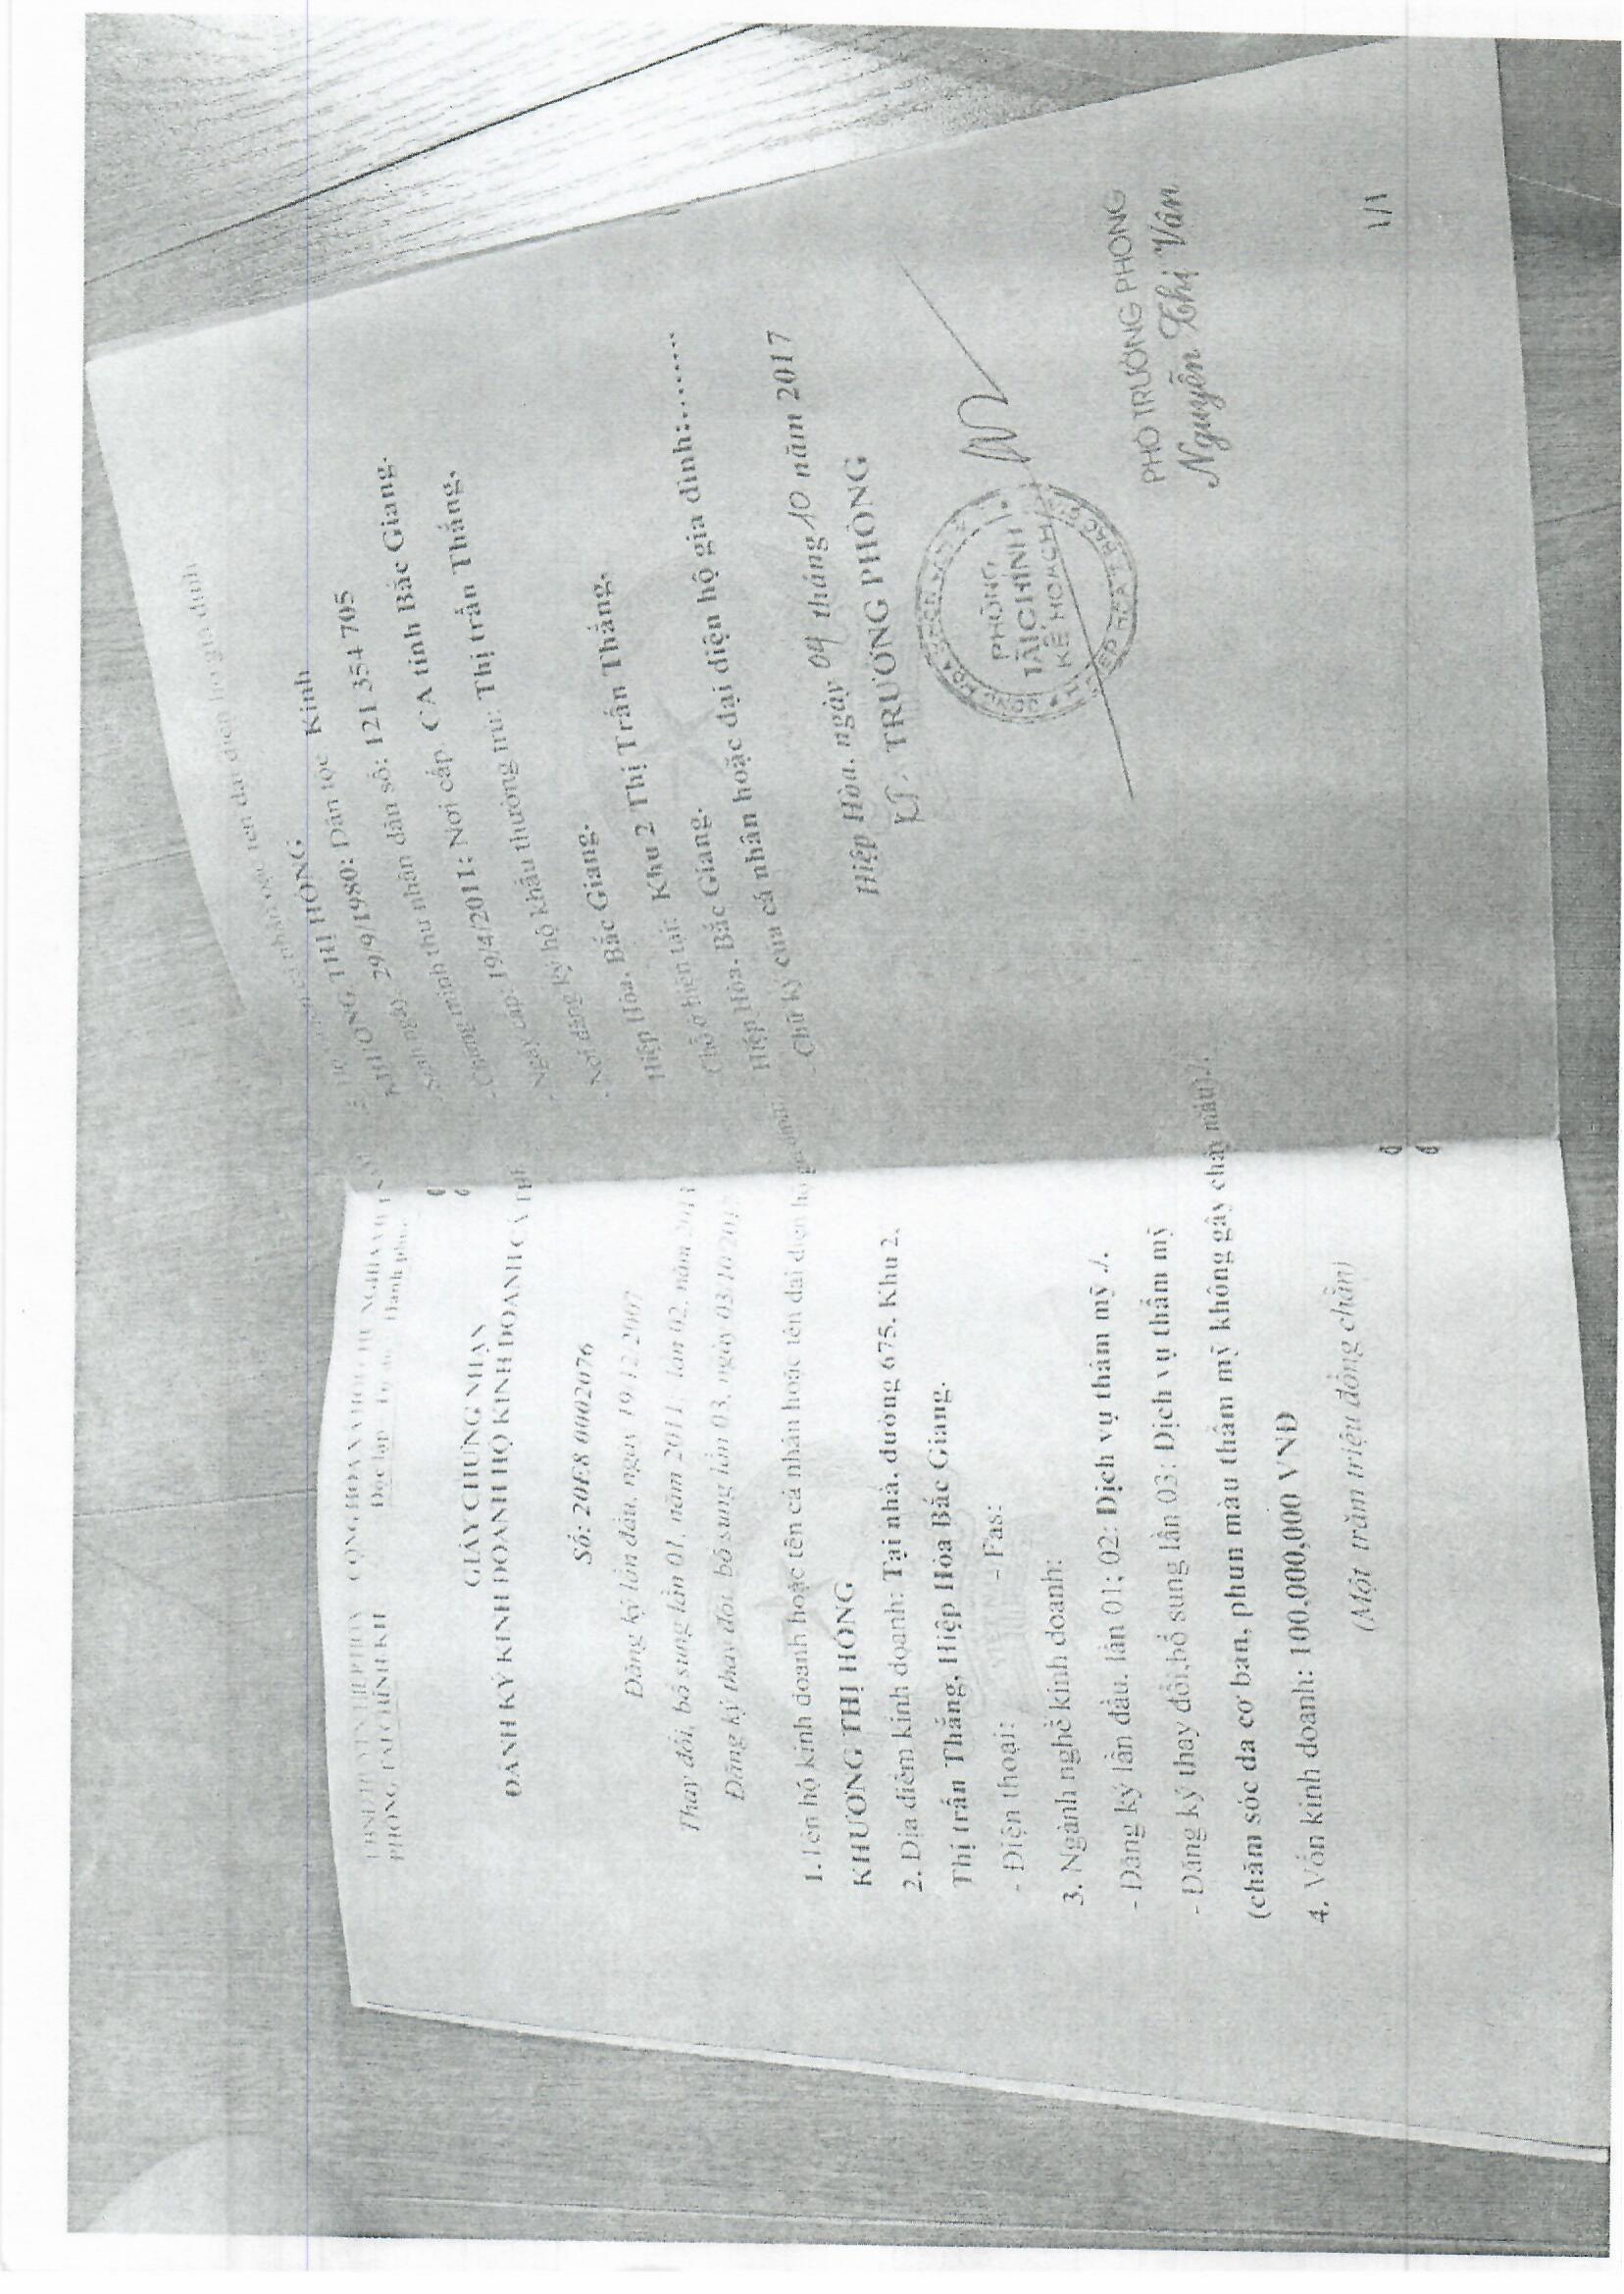 UBND HUYỆN HIỆP HÒA
PHÒNG TÀI CHÍNH KH
CỘNG HÒA XÃ HỘI CHỦ NGHĨA
Độc lập Tự do
GIẤY CHỨNG NHẬN
ĐĂNH KÝ KINH DOANH HỘ KINH DOANH CÁ THỂ
Số: 20E8 0002076
Đăng ký lần đầu, ngày 19 12 2007
Thay đổi, bổ sung lần 01, năm 2011 lần 02, năm
Đăng ký thay đổi, bổ sung lần 03, ngày 03/10/
1. Tên hộ kinh doanh hoặc tên cá nhân hoặc tên đại diện hộ
KHƯƠNG THỊ HỒNG
2. Địa điểm kinh doanh: Tại nhà, đường 675. Khu 2.
Thị trấn Thắng, Hiệp Hòa Bắc Giang.
- Điện thoại: - Fas:
3. Ngành nghề kinh doanh:
- Đăng ký lần đầu. lần 01; 02: Dịch vụ thẩm mỹ ./.
- Đăng ký thay đổi,bổ sung lần 03: Dịch vụ thẩm mỹ
(chăm sóc da cơ bản, phun màu thẩm mỹ không gây chảy máu)./.
4. Vốn kinh doanh: 100.000,000 VNĐ
(Một trăm triệu đồng chẵn)
cá nhân hoặc tên đại diện hộ gia đình
KHƯƠNG THỊ HỒNG
Sinh ngày: 29/9/1980: Dân tộc Kinh
Chứng minh thư nhân dân số: 121 354 705
- Ngày cấp: 19/4/2011: Nơi cấp CA tỉnh Bắc Giang.
- Nơi đăng ký hộ khẩu thường trú: Thị trấn Thắng,
Hiệp Hòa. Bắc Giang.
Chỗ ở hiện tại: Khu 2 Thị Trấn Thắng.
Hiệp Hòa. Bắc Giang.
Chữ ký của cá nhân hoặc đại diện hộ gia đình:.......
Hiệp Hòa. ngày 04 tháng 10 năm 2017
KT. TRƯỞNG PHÒNG
PHÒNG
TÀI CHÍNH
KẾ HOẠCH
PHÓ TRƯỞNG PHÒNG
Nguyễn Thị Vân
1/1